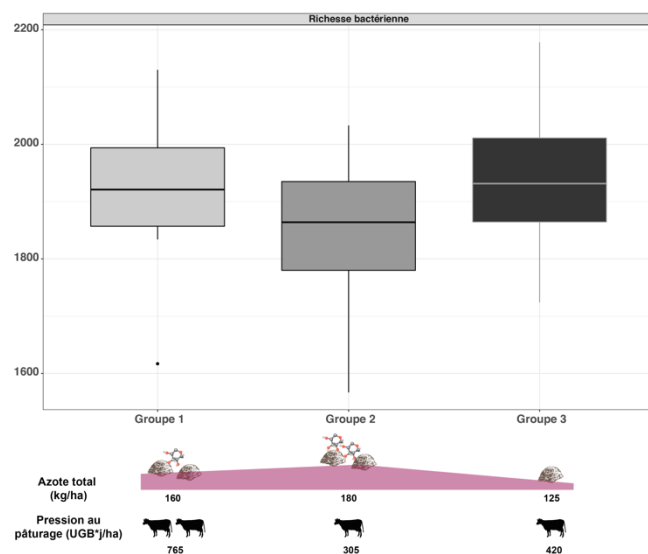 Richesse bactérienne
2200
2000
1800
1600
Groupe 1 Groupe 2 Groupe 3
Azote total
(kg/ha)
160 180 125
Pression au
pâturage (UGB*j/ha)
765 305 420